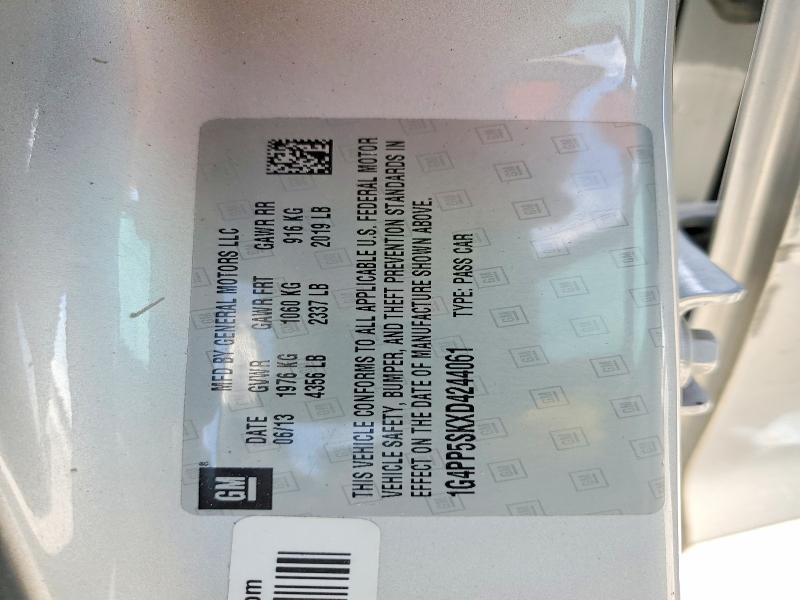 GM
MFD BY GENERAL MOTORS LLC
DATE GVWR GAWR FRT GAWR RR
06/13 1976 KG 1060 KG 916 KG
4356 LB 2337 LB 2019 LB
THIS VEHICLE CONFORMS TO ALL APPLICABLE U.S. FEDERAL MOTOR
VEHICLE SAFETY, BUMPER, AND THEFT PREVENTION STANDARDS IN
EFFECT ON THE DATE OF MANUFACTURE SHOWN ABOVE.
1G4PP5SKXD4244061 TYPE: PASS CAR
om